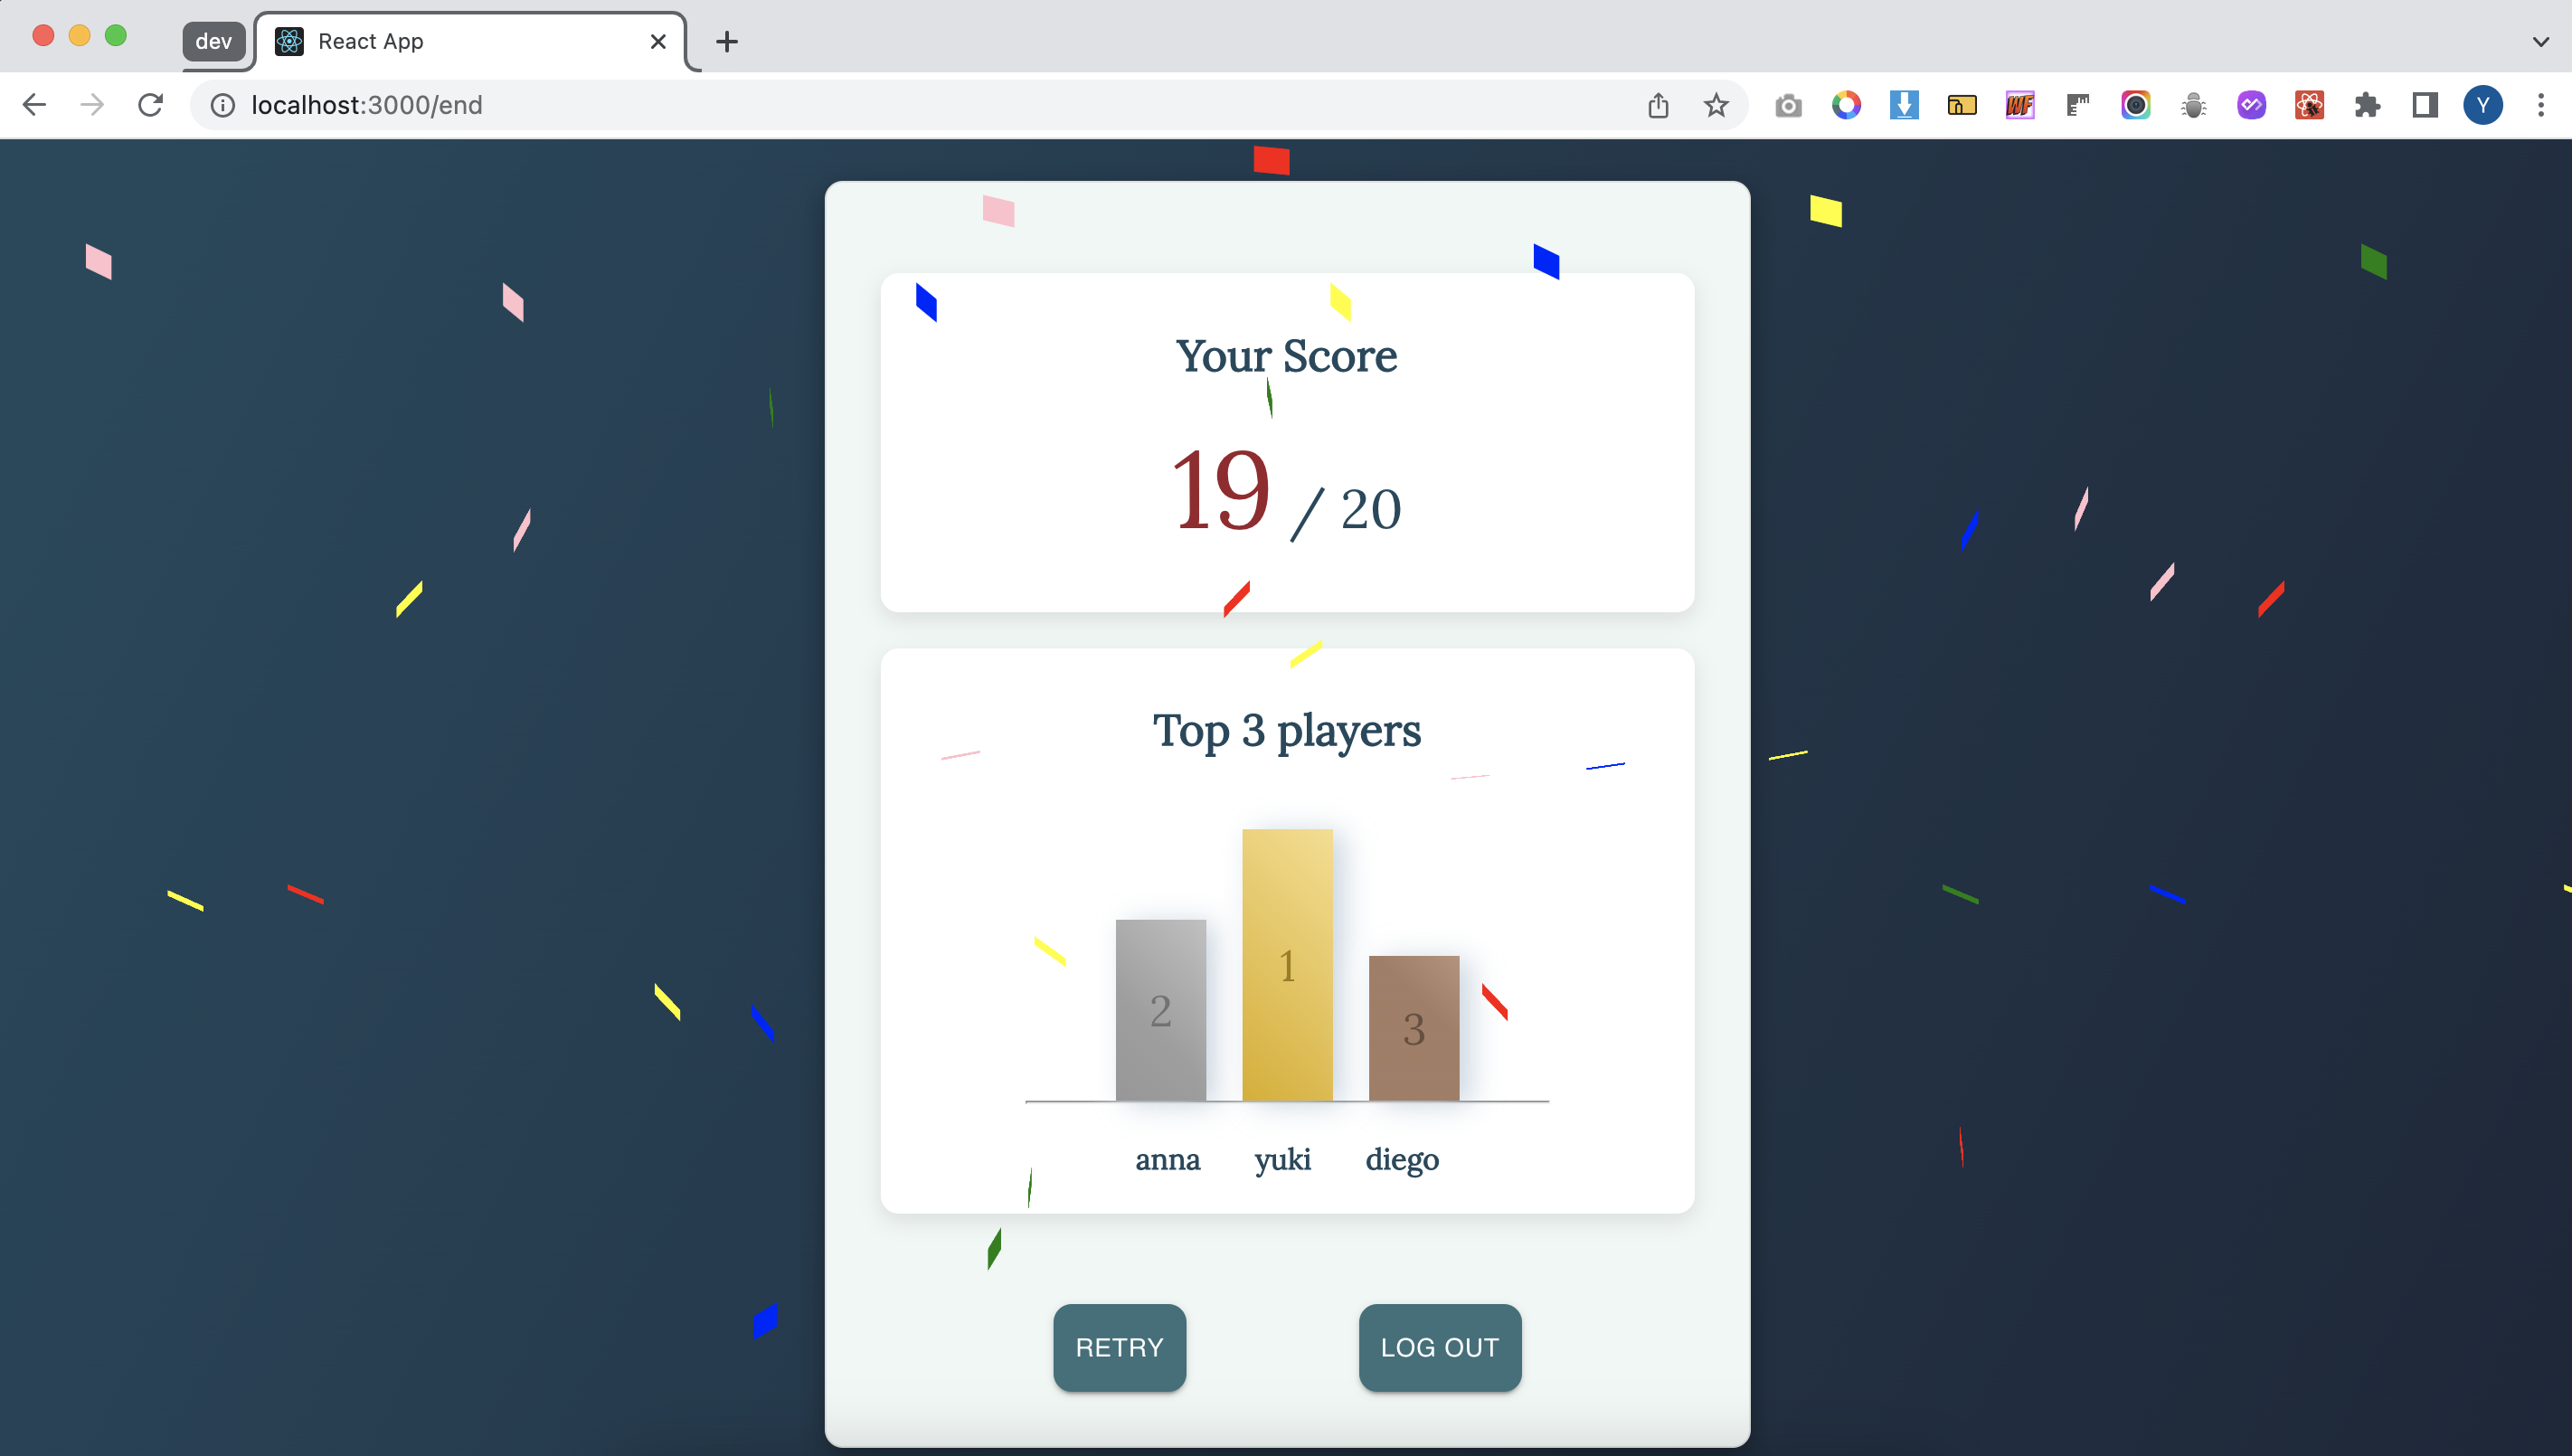 dev
React App
localhost:3000/end
WF
Y
Your Score
19 / 20
Top 3 players
2
1
3
anna yuki diego
RETRY
LOG OUT